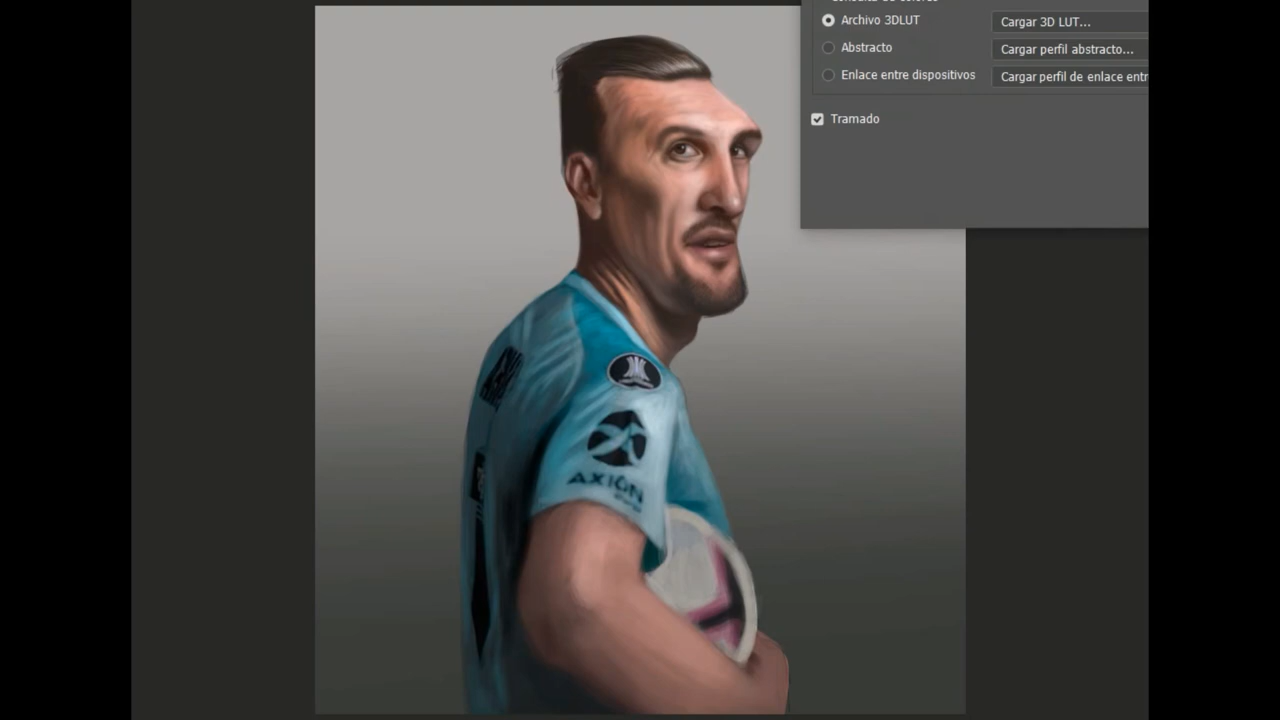 Archivo 3DLUT
Cargar 3D LUT...
Abstracto
Cargar perfil abstracto...
Enlace entre dispositivos
Cargar perfil de enlace entr
Tramado
AXION